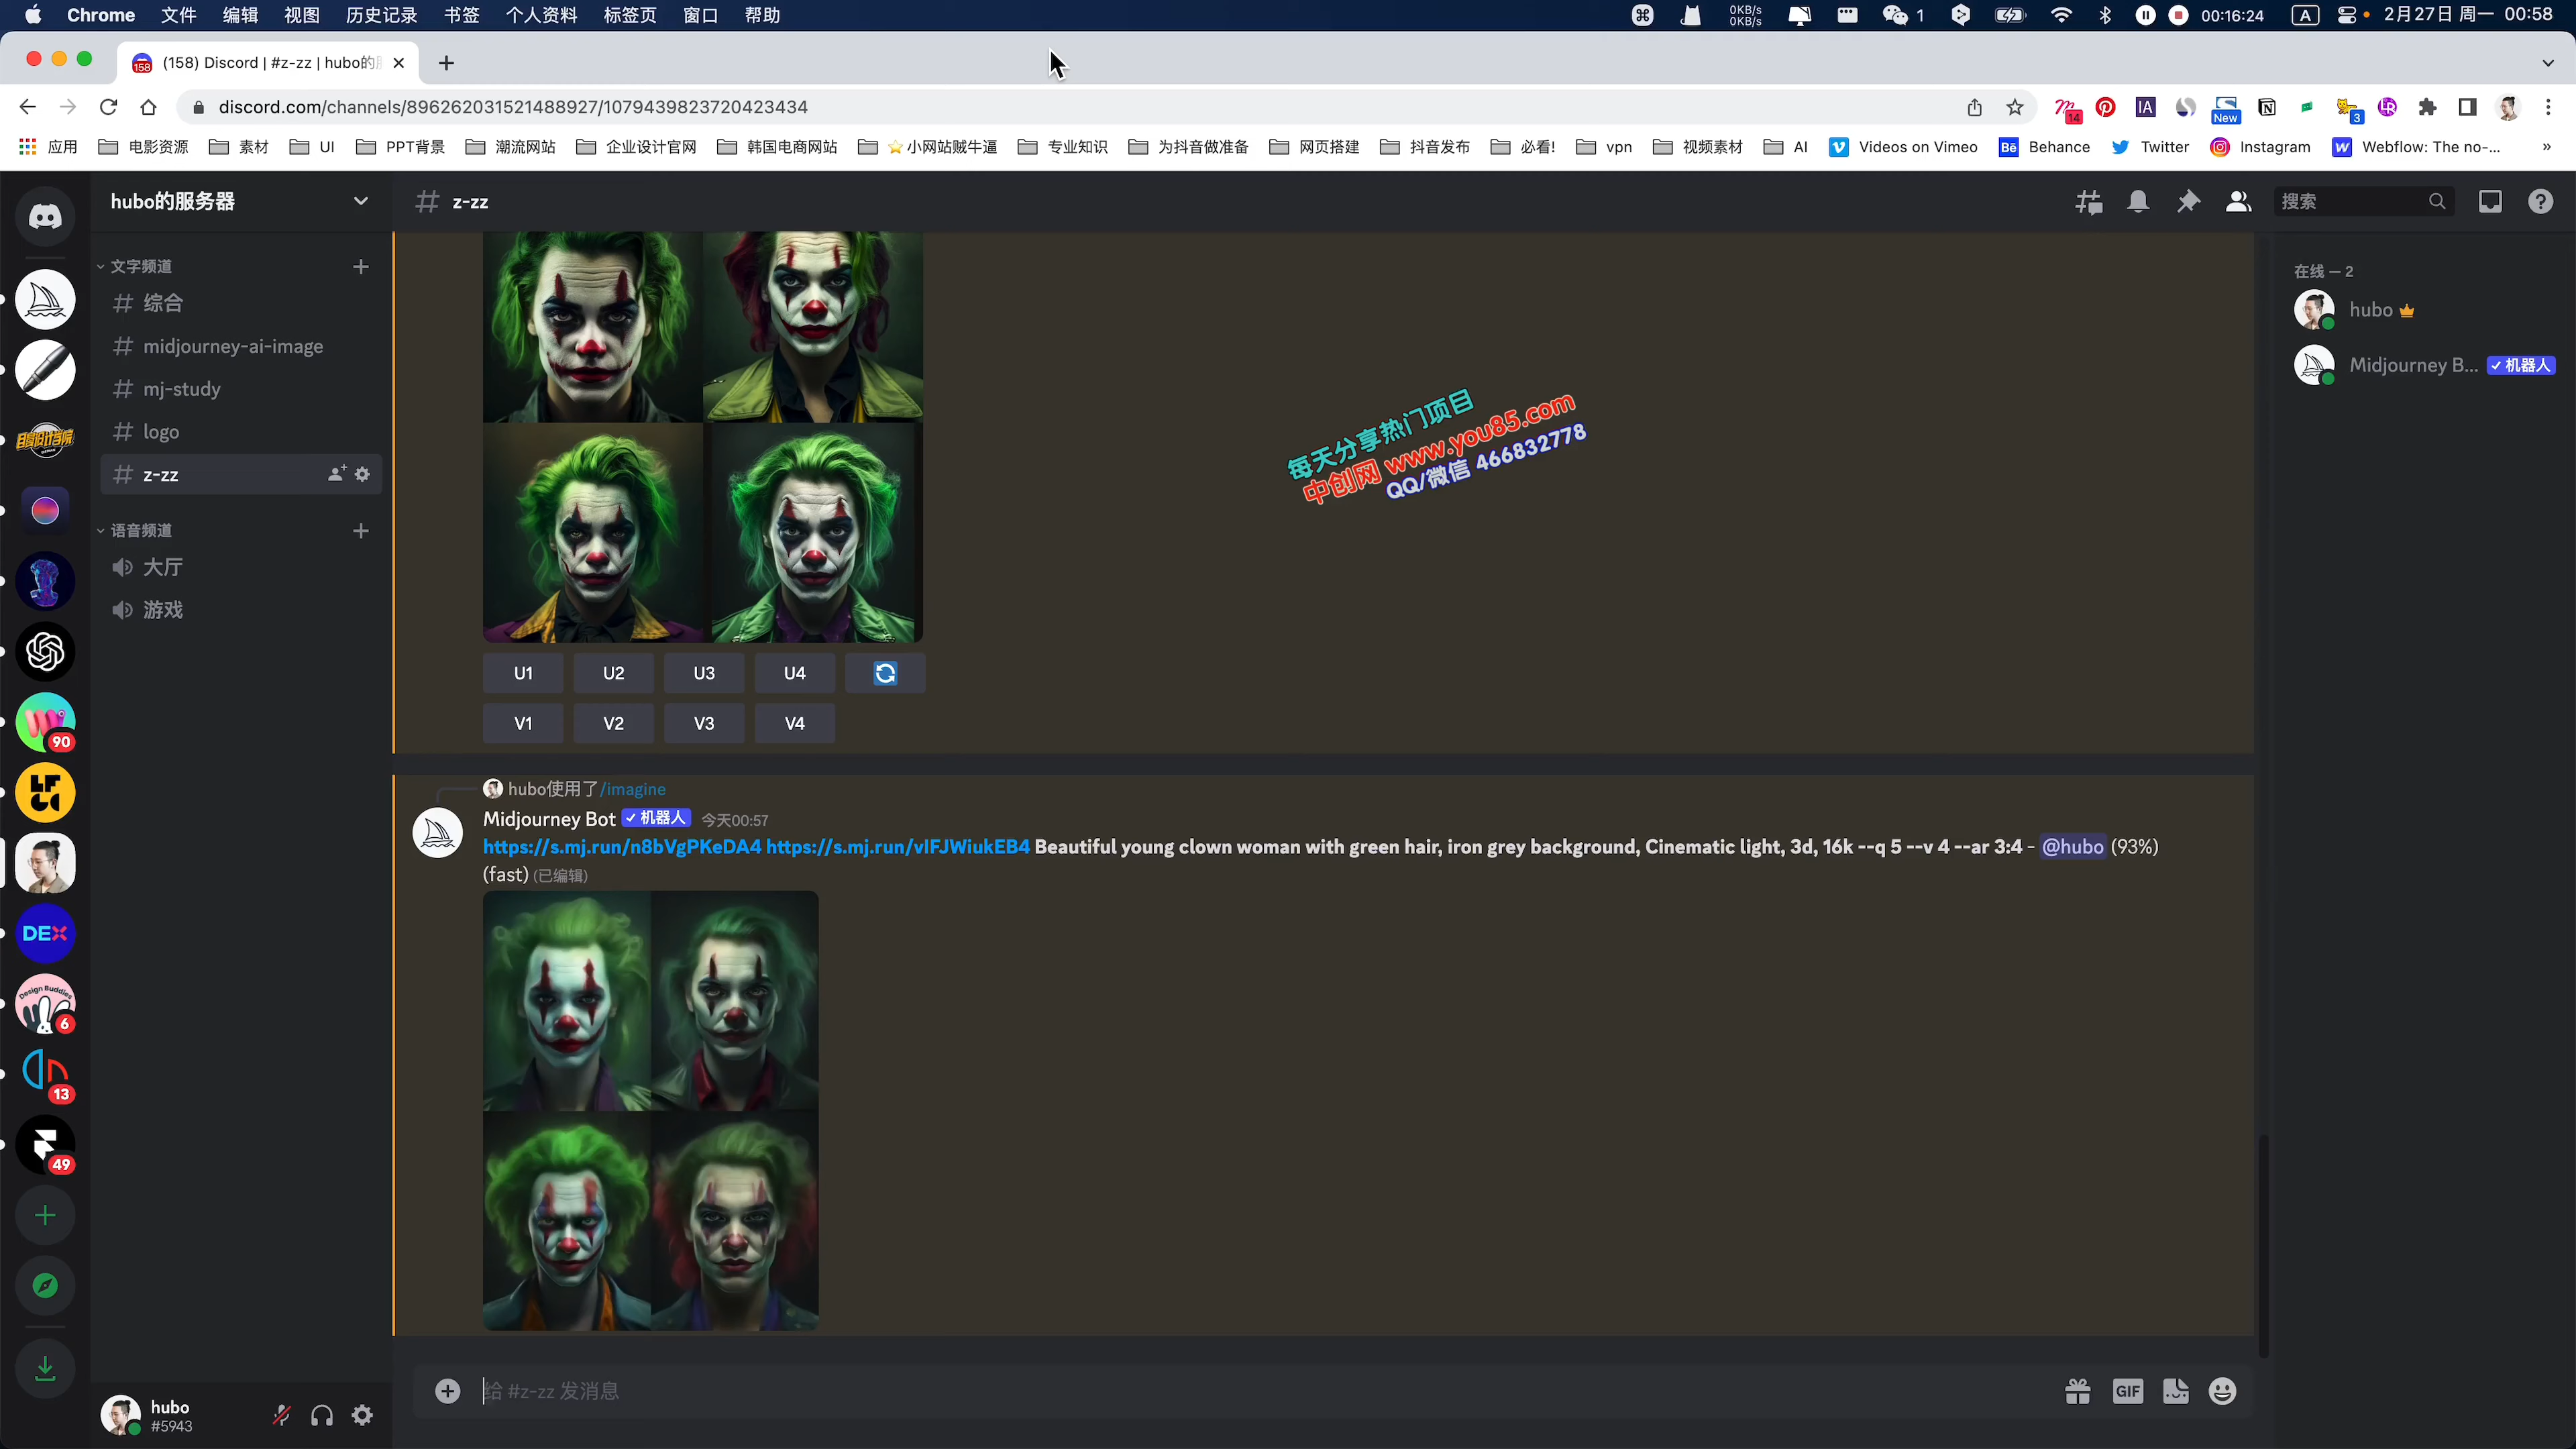 Chrome 文件 编辑 视图 历史记录 书签 个人资料 标签页 窗口 帮助 0KB/s 0KB/s 1 00:16:24 A 2月27日 周一 00:58
158 (158) Discord | #z-zz | hubo的
discord.com/channels/896262031521488927/1079439823720423434 14 IA New 3
应用 电影资源 素材 UI PPT背景 潮流网站 企业设计官网 韩国电商网站 ⭐小网站贼牛逼 专业知识 为抖音做准备 网页搭建 抖音发布 必看! vpn 视频素材 AI Videos on Vimeo Behance Twitter Instagram Webflow: The no-... »
hubo的服务器
# z-zz
搜索
文字频道
# 综合
# midjourney-ai-image
# mj-study
# logo
# z-zz
语音频道
大厅
游戏
90
DEX
Design Buddies
6
13
49
每天分享热门项目
中创网 www.you85.com
QQ/微信 466832778
U1 U2 U3 U4
V1 V2 V3 V4
hubo使用了/imagine
Midjourney Bot ✓机器人 今天00:57
https://s.mj.run/n8bVgPKeDA4 https://s.mj.run/vIFJWiukEB4 Beautiful young clown woman with green hair, iron grey background, Cinematic light, 3d, 16k --q 5 --v 4 --ar 3:4 - @hubo (93%)
(fast) (已编辑)
给 #z-zz 发消息
GIF
在线 — 2
hubo
Midjourney B... ✓机器人
hubo
#5943